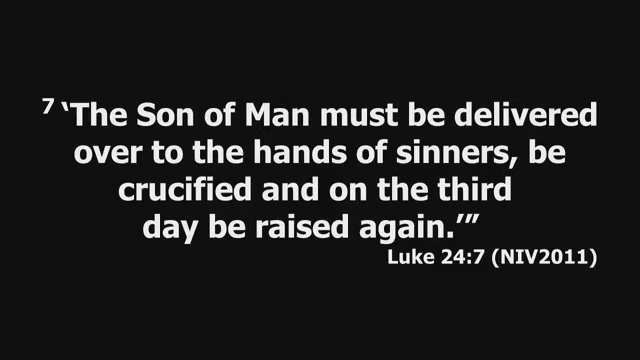 7 ‘The Son of Man must be delivered
over to the hands of sinners, be
crucified and on the third
day be raised again.’”
Luke 24:7 (NIV2011)